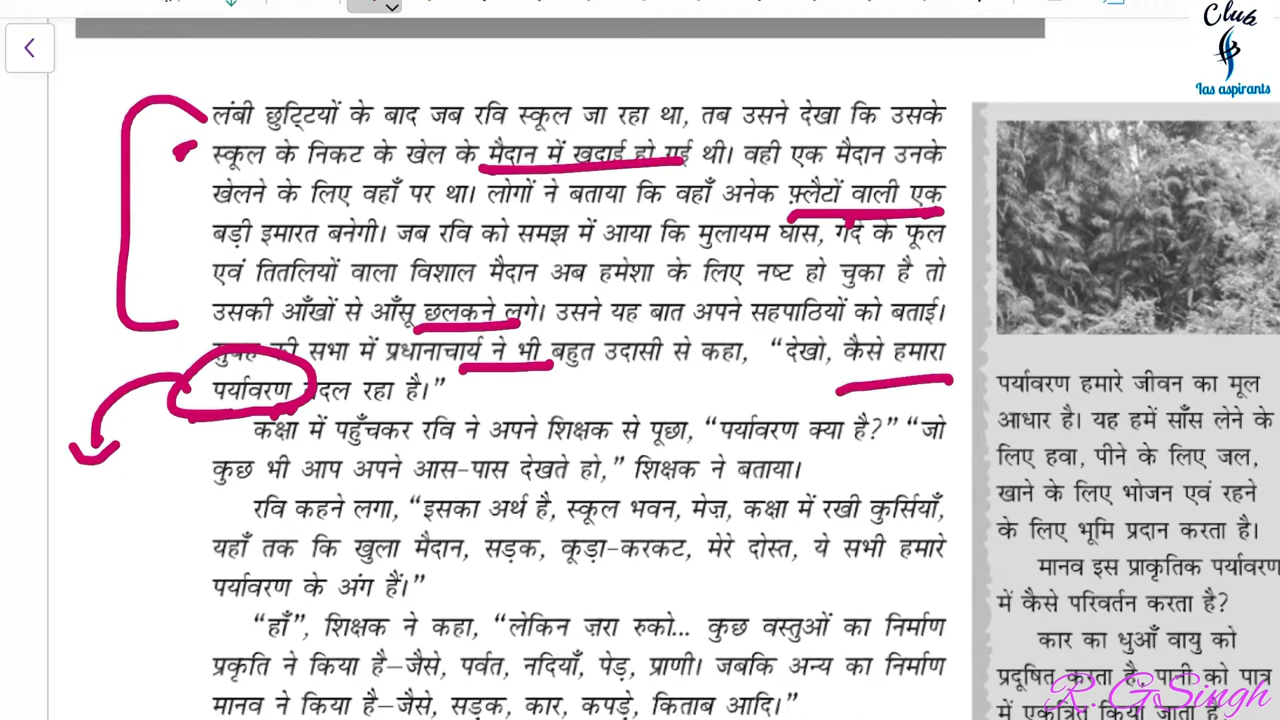 Club
Ias aspirants
लंबी छुट्टियों के बाद जब रवि स्कूल जा रहा था, तब उसने देखा कि उसके
स्कूल के निकट के खेल के मैदान में खुदाई हो गई थी। वही एक मैदान उनके
खेलने के लिए वहाँ पर था। लोगों ने बताया कि वहाँ अनेक फ़्लैटों वाली एक
बड़ी इमारत बनेगी। जब रवि को समझ में आया कि मुलायम घास, गेंदे के फूल
एवं तितलियों वाला विशाल मैदान अब हमेशा के लिए नष्ट हो चुका है तो
उसकी आँखों से आँसू छलकने लगे। उसने यह बात अपने सहपाठियों को बताई।
सुबह की सभा में प्रधानाचार्य ने भी बहुत उदासी से कहा, “देखो, कैसे हमारा
पर्यावरण बदल रहा है।”
कक्षा में पहुँचकर रवि ने अपने शिक्षक से पूछा, “पर्यावरण क्या है?” “जो
कुछ भी आप अपने आस-पास देखते हो,” शिक्षक ने बताया।
रवि कहने लगा, “इसका अर्थ है, स्कूल भवन, मेज़, कक्षा में रखी कुर्सियाँ,
यहाँ तक कि खुला मैदान, सड़क, कूड़ा-करकट, मेरे दोस्त, ये सभी हमारे
पर्यावरण के अंग हैं।”
“हाँ”, शिक्षक ने कहा, “लेकिन ज़रा रुको... कुछ वस्तुओं का निर्माण
प्रकृति ने किया है–जैसे, पर्वत, नदियाँ, पेड़, प्राणी। जबकि अन्य का निर्माण
मानव ने किया है–जैसे, सड़क, कार, कपड़े, किताब आदि।”
पर्यावरण हमारे जीवन का मूल
आधार है। यह हमें साँस लेने के
लिए हवा, पीने के लिए जल,
खाने के लिए भोजन एवं रहने
के लिए भूमि प्रदान करता है।
मानव इस प्राकृतिक पर्यावरण
में कैसे परिवर्तन करता है?
कार का धुआँ वायु को
प्रदूषित करता है, पानी को पात्र
में एकत्रित किया जाता है
R.G Singh